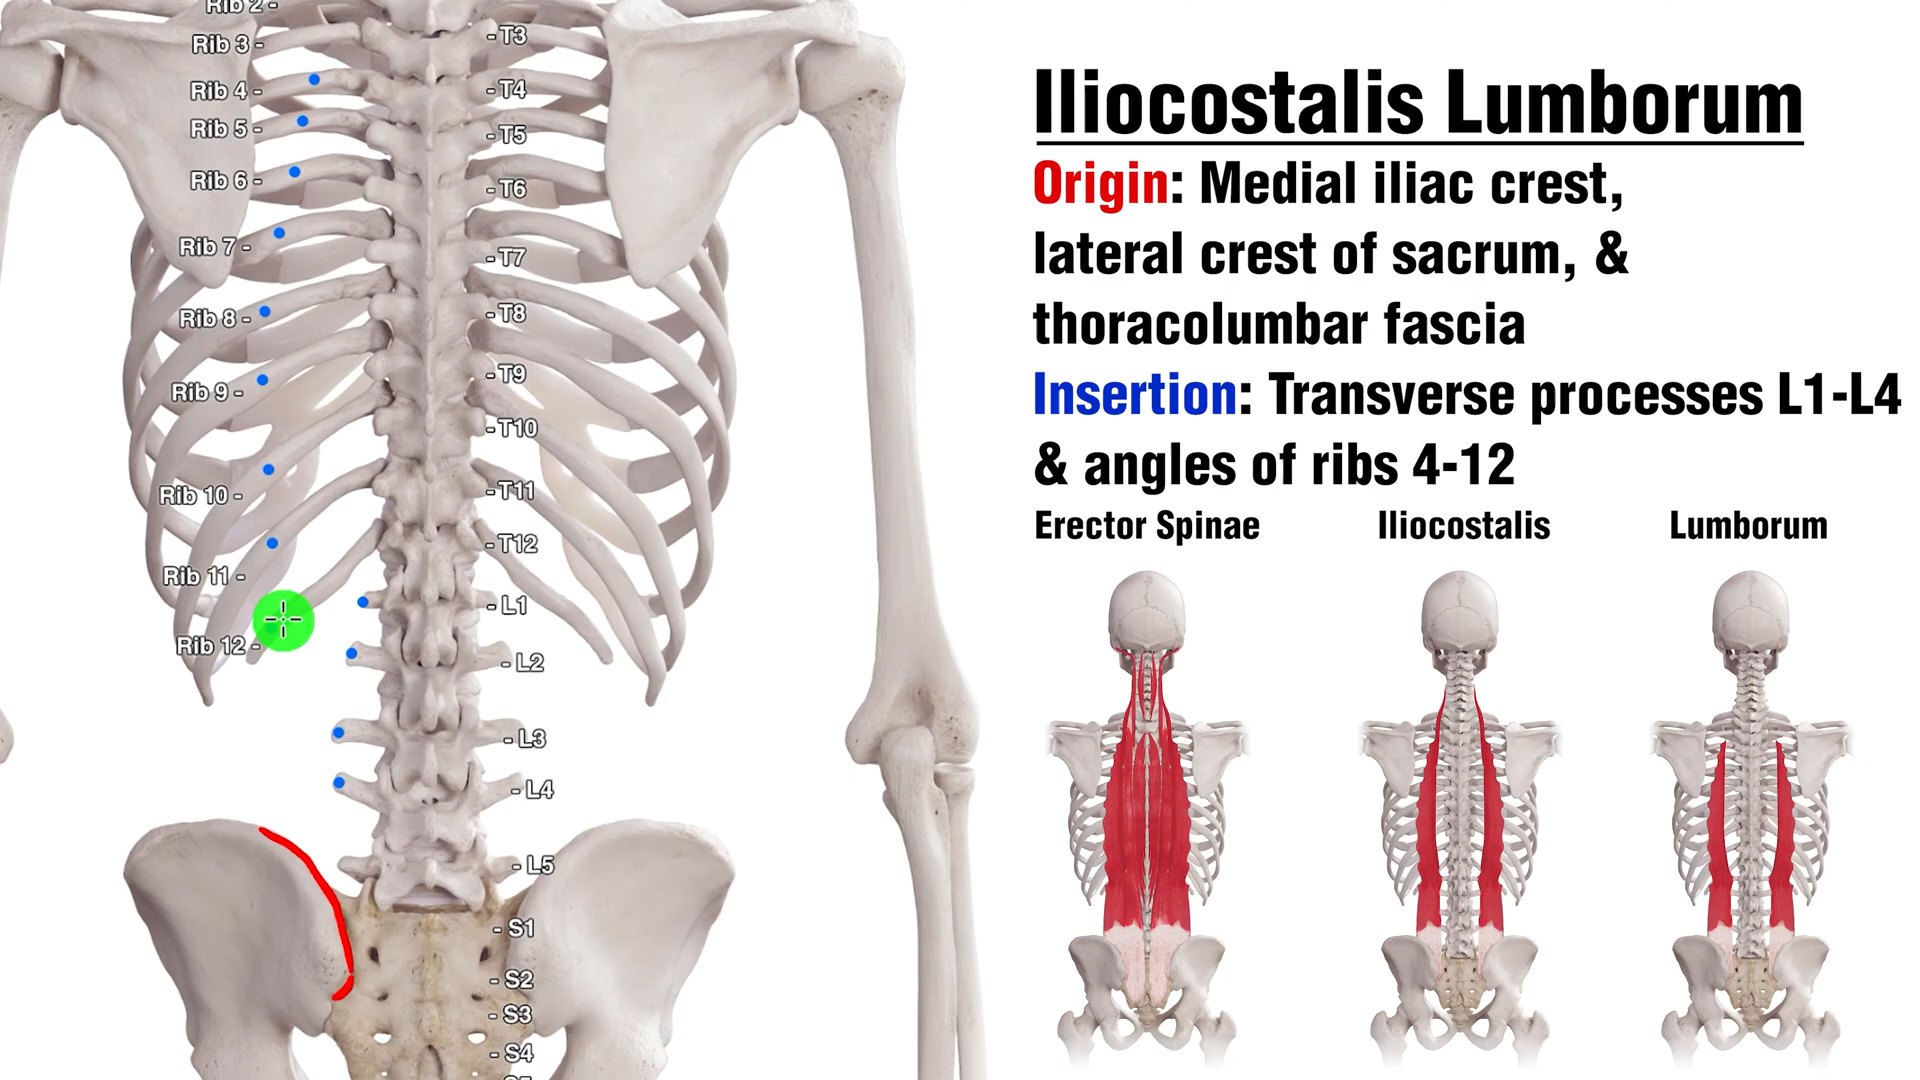 Rib 2 -
Rib 3 -
Rib 4 -
Rib 5 -
Rib 6 -
Rib 7 -
Rib 8 -
Rib 9 -
Rib 10 -
Rib 11 -
Rib 12 -
- T3
- T4
- T5
- T6
- T7
- T8
- T9
- T10
- T11
- T12
- L1
- L2
- L3
- L4
- L5
- S1
- S2
- S3
- S4
Iliocostalis Lumborum
Origin: Medial iliac crest,
lateral crest of sacrum, &
thoracolumbar fascia
Insertion: Transverse processes L1-L4
& angles of ribs 4-12
Erector Spinae
Iliocostalis
Lumborum